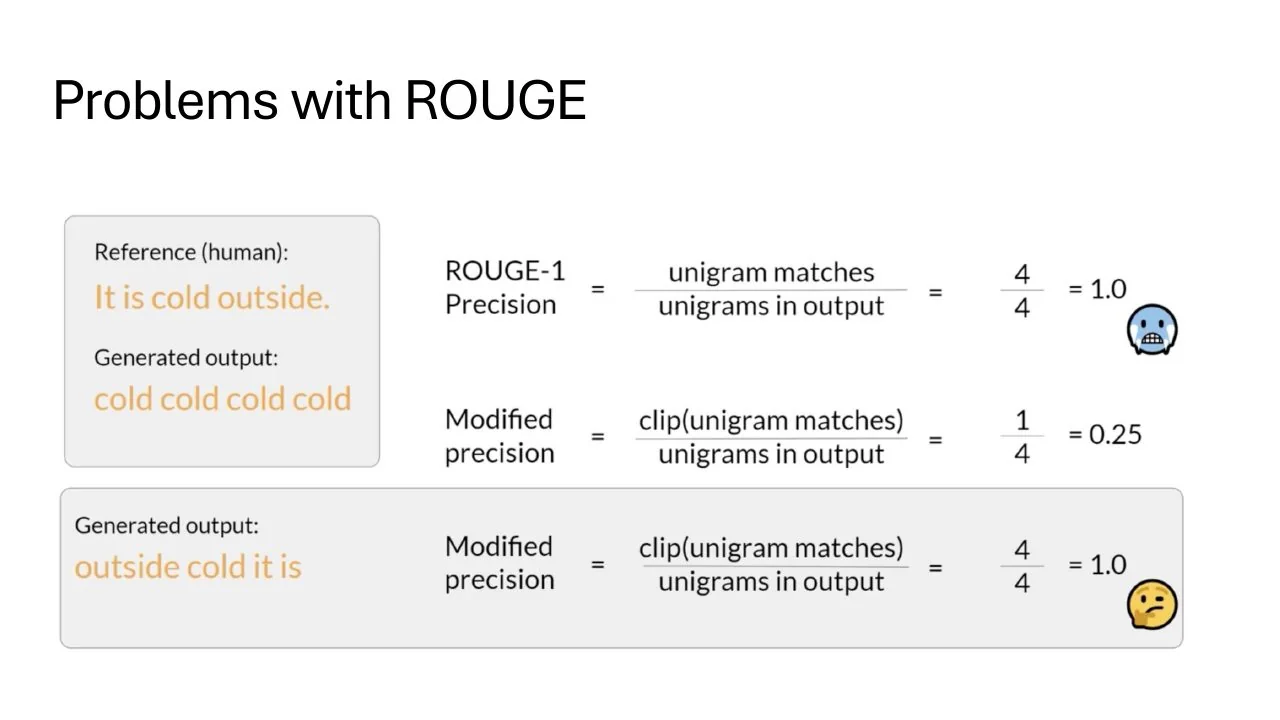 Problems with ROUGE
Reference (human):
It is cold outside.
Generated output:
cold cold cold cold
ROUGE-1
Precision
=
unigram matches
unigrams in output
=
4
4
= 1.0
Modified
precision
=
clip(unigram matches)
unigrams in output
=
1
4
= 0.25
Generated output:
outside cold it is
Modified
precision
=
clip(unigram matches)
unigrams in output
=
4
4
= 1.0